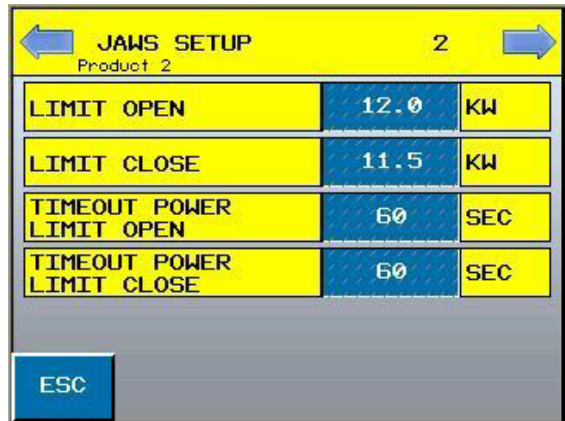 JAWS SETUP 2
Product 2
LIMIT OPEN 12.0 KW
LIMIT CLOSE 11.5 KW
TIMEOUT POWER
LIMIT OPEN 60 SEC
TIMEOUT POWER
LIMIT CLOSE 60 SEC
ESC